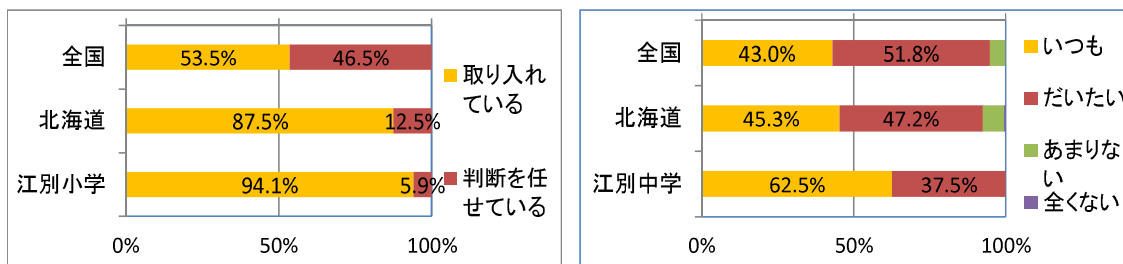 全国
53.5%
46.5%
北海道
87.5%
12.5%
江別小学
94.1%
5.9%
0%
50%
100%
取り入れ
ている
判断を任
せている
全国
43.0%
51.8%
北海道
45.3%
47.2%
江別中学
62.5%
37.5%
0%
50%
100%
いつも
だいたい
あまりな
い
全くない